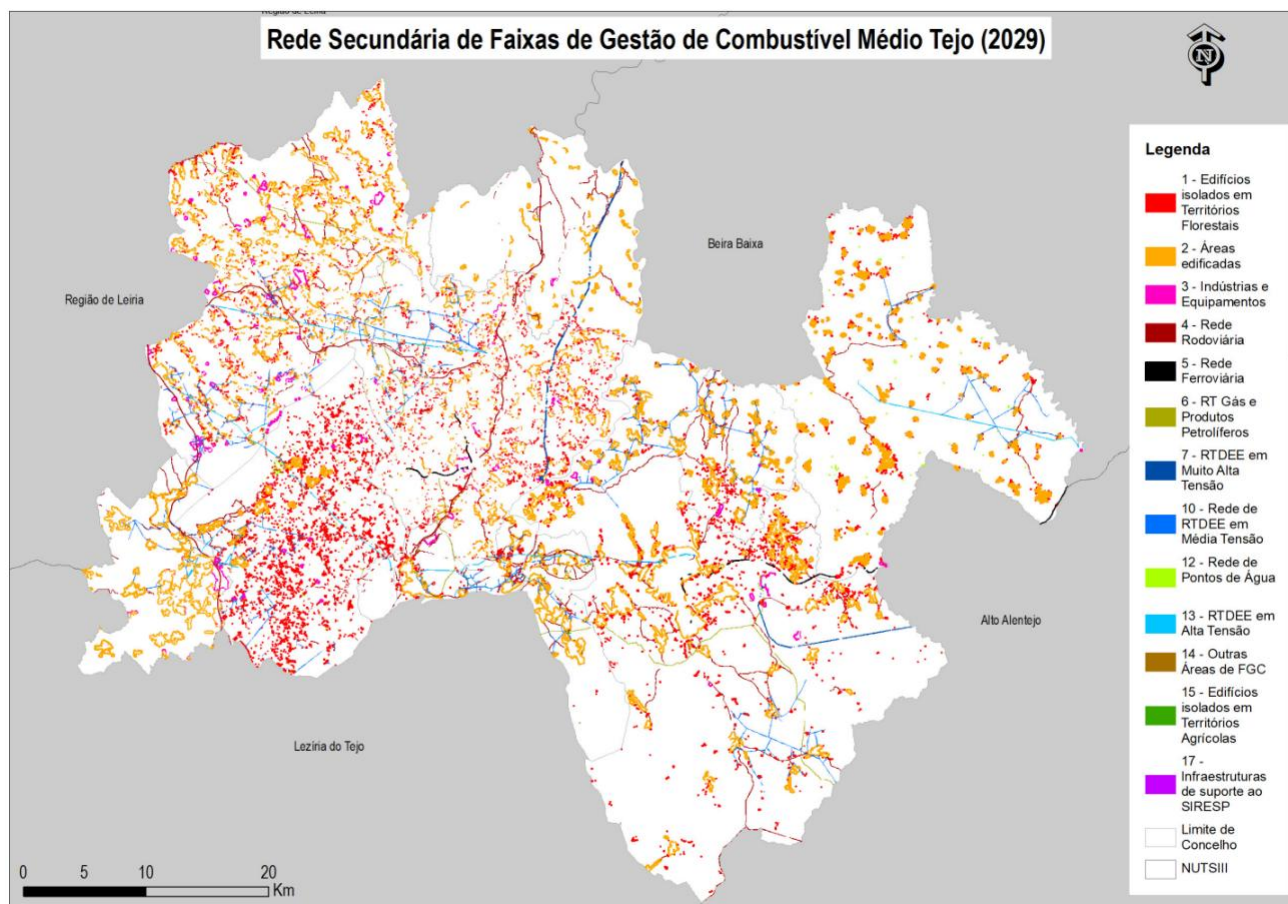 Região de Leiria
Rede Secundária de Faixas de Gestão de Combustível Médio Tejo (2029)
N
Legenda
1 - Edifícios
isolados em
Territórios
Florestais
2 - Áreas
edificadas
3 - Indústrias e
Equipamentos
4 - Rede
Rodoviária
5 - Rede
Ferroviária
6 - RT Gás e
Produtos
Petrolíferos
7 - RTDEE em
Muito Alta
Tensão
10 - Rede de
RTDEE em
Média Tensão
12 - Rede de
Pontos de Água
13 - RTDEE em
Alta Tensão
14 - Outras
Áreas de FGC
15 - Edifícios
isolados em
Territórios
Agrícolas
17 -
Infraestruturas
de suporte ao
SIRESP
Limite de
Concelho
NUTSIII
Beira Baixa
Região de Leiria
Alto Alentejo
Lezíria do Tejo
0 5 10 20
Km